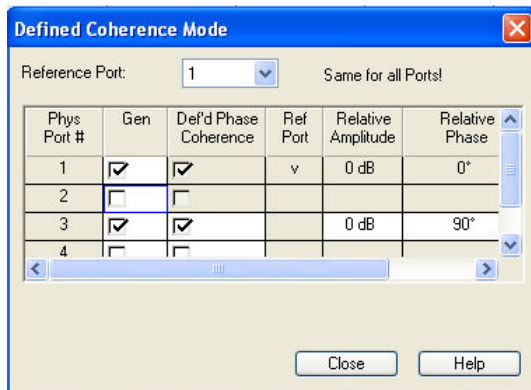 Defined Coherence Mode
Reference Port: 1 Same for all Ports!
Phys Port # Gen Def'd Phase Coherence Ref Port Relative Amplitude Relative Phase
1 v 0 dB 0°
2
3 0 dB 90°
4
Close Help